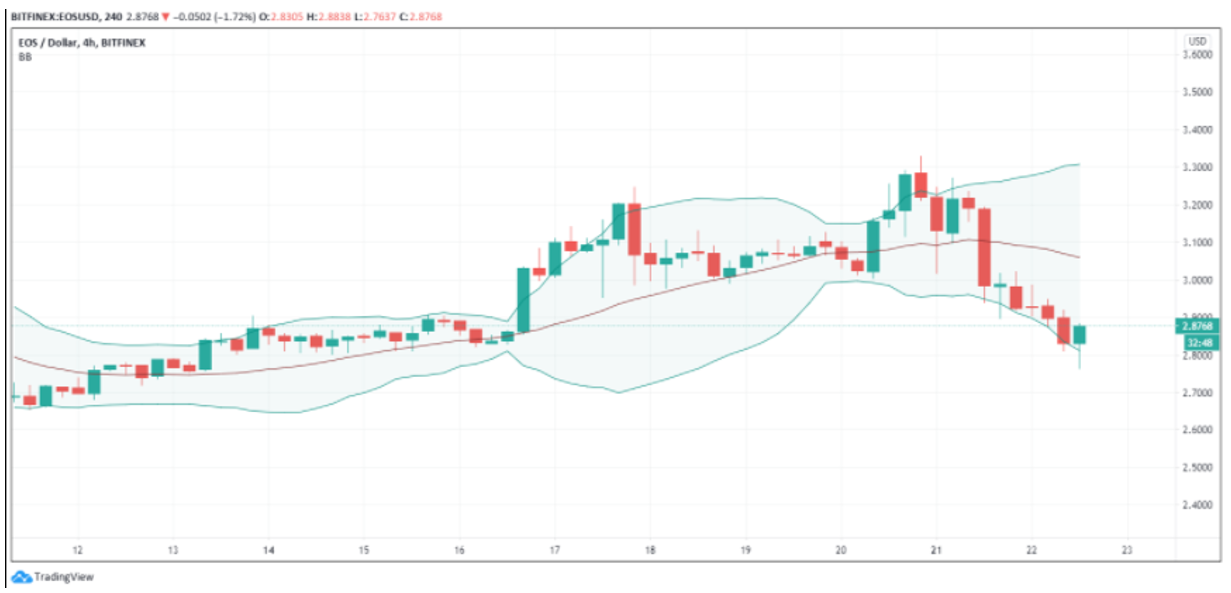 BITFINEX:EOSUSD, 240 2.8768 ▼ −0.0502 (−1.72%) O:2.8305 H:2.8838 L:2.7637 C:2.8768
EOS / Dollar, 4h, BITFINEX
BB
USD
3.6000
3.5000
3.4000
3.3000
3.2000
3.1000
3.0000
2.9000
2.8768
32:48
2.8000
2.7000
2.6000
2.5000
2.4000
12 13 14 15 16 17 18 19 20 21 22 23
TradingView